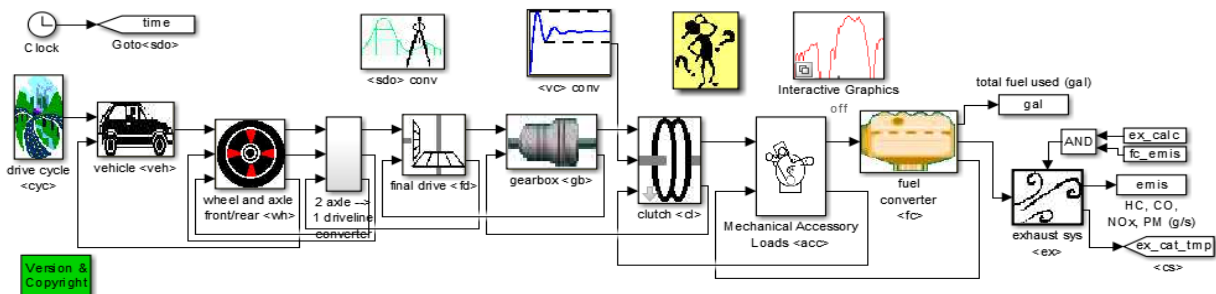 time
Clock
Goto<sdo>
<sdo> conv
<vc> conv
? ?
Interactive Graphics
off
total fuel used (gal)
gal
AND
ex_calc
fc_emis
drive cycle
<cyc>
vehicle <veh>
wheel and axle
front/rear <wh>
2 axle -->
1 driveline
converter
final drive <fd>
gearbox <gb>
clutch <cl>
Mechanical Accessory
Loads <acc>
fuel
converter
<fc>
emis
HC, CO,
NOx, PM (g/s)
exhaust sys
<ex>
ex_cat_tmp
<cs>
Version &
Copyright